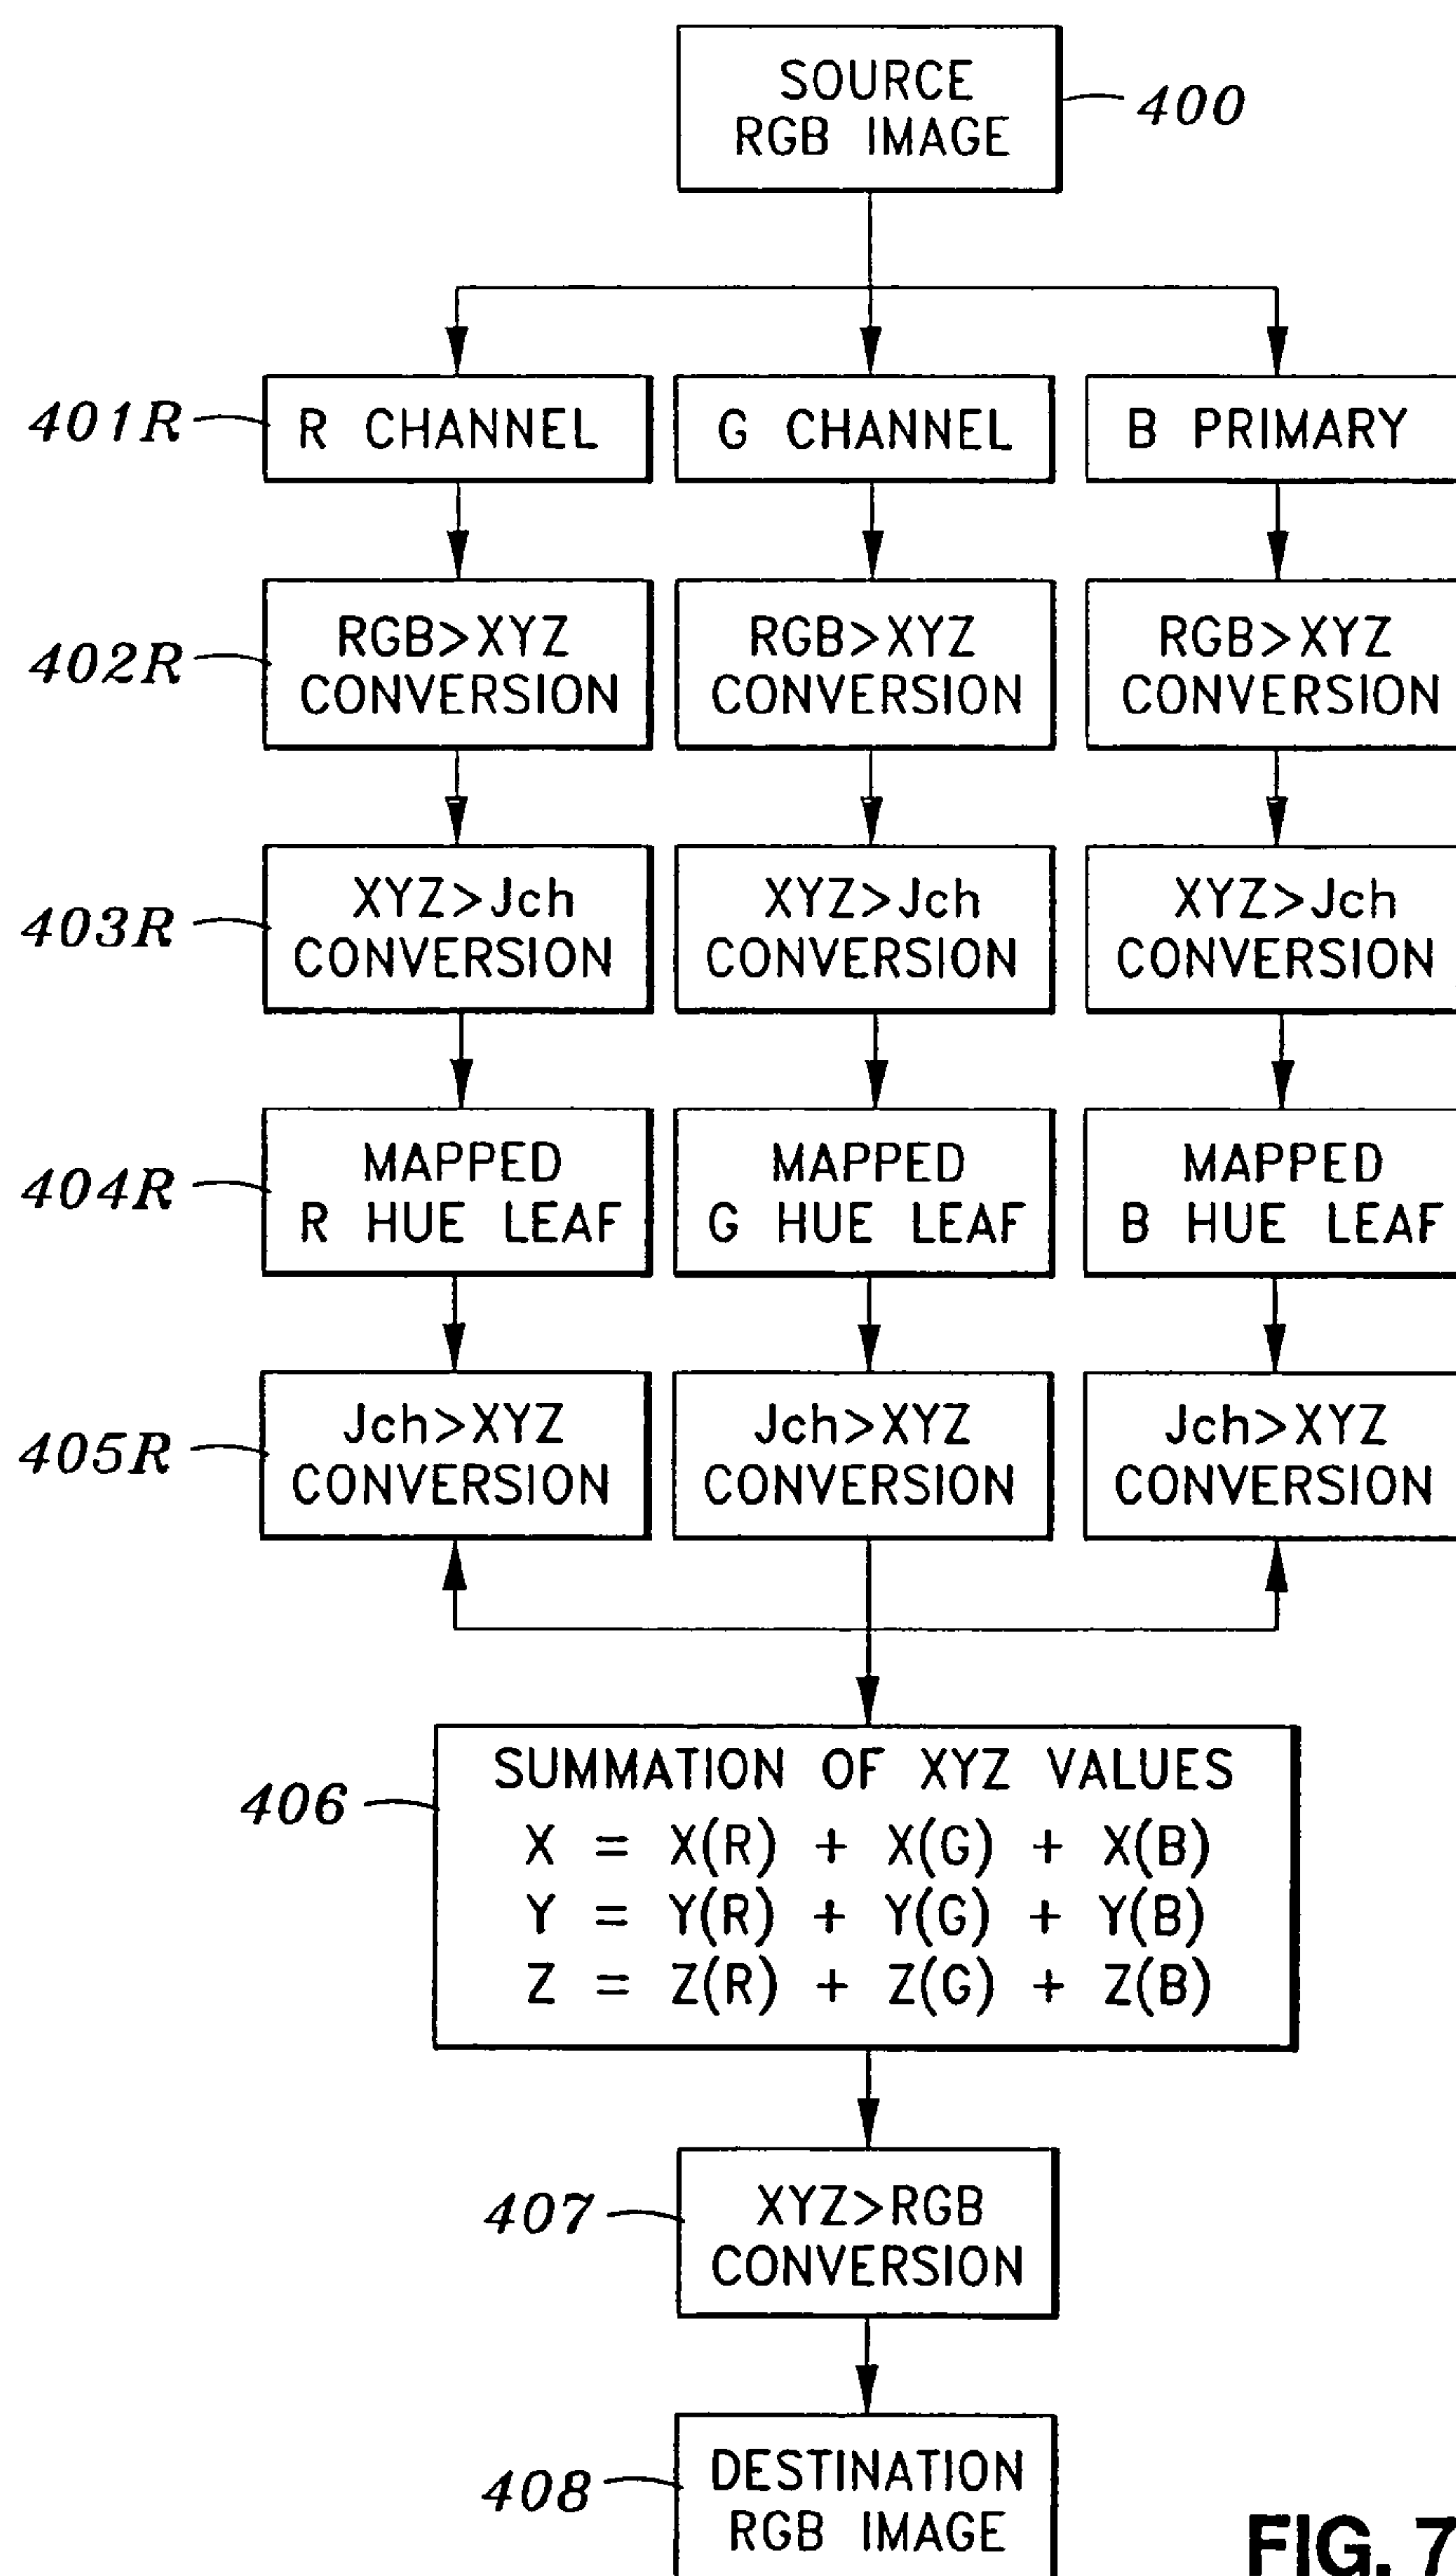 SOURCE
RGB IMAGE
400
401R
R CHANNEL
G CHANNEL
B PRIMARY
402R
RGB>XYZ
CONVERSION
RGB>XYZ
CONVERSION
RGB>XYZ
CONVERSION
403R
XYZ>Jch
CONVERSION
XYZ>Jch
CONVERSION
XYZ>Jch
CONVERSION
404R
MAPPED
R HUE LEAF
MAPPED
G HUE LEAF
MAPPED
B HUE LEAF
405R
Jch>XYZ
CONVERSION
Jch>XYZ
CONVERSION
Jch>XYZ
CONVERSION
406
SUMMATION OF XYZ VALUES
X = X(R) + X(G) + X(B)
Y = Y(R) + Y(G) + Y(B)
Z = Z(R) + Z(G) + Z(B)
407
XYZ>RGB
CONVERSION
408
DESTINATION
RGB IMAGE
FIG. 7